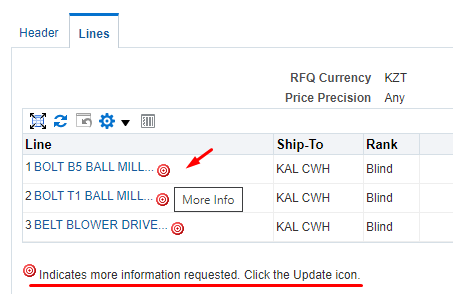 Header Lines
RFQ Currency KZT
Price Precision Any
Line Ship-To Rank
1 BOLT B5 BALL MILL... KAL CWH Blind
2 BOLT T1 BALL MILL... KAL CWH Blind
More Info
3 BELT BLOWER DRIVE... KAL CWH Blind
Indicates more information requested. Click the Update icon.